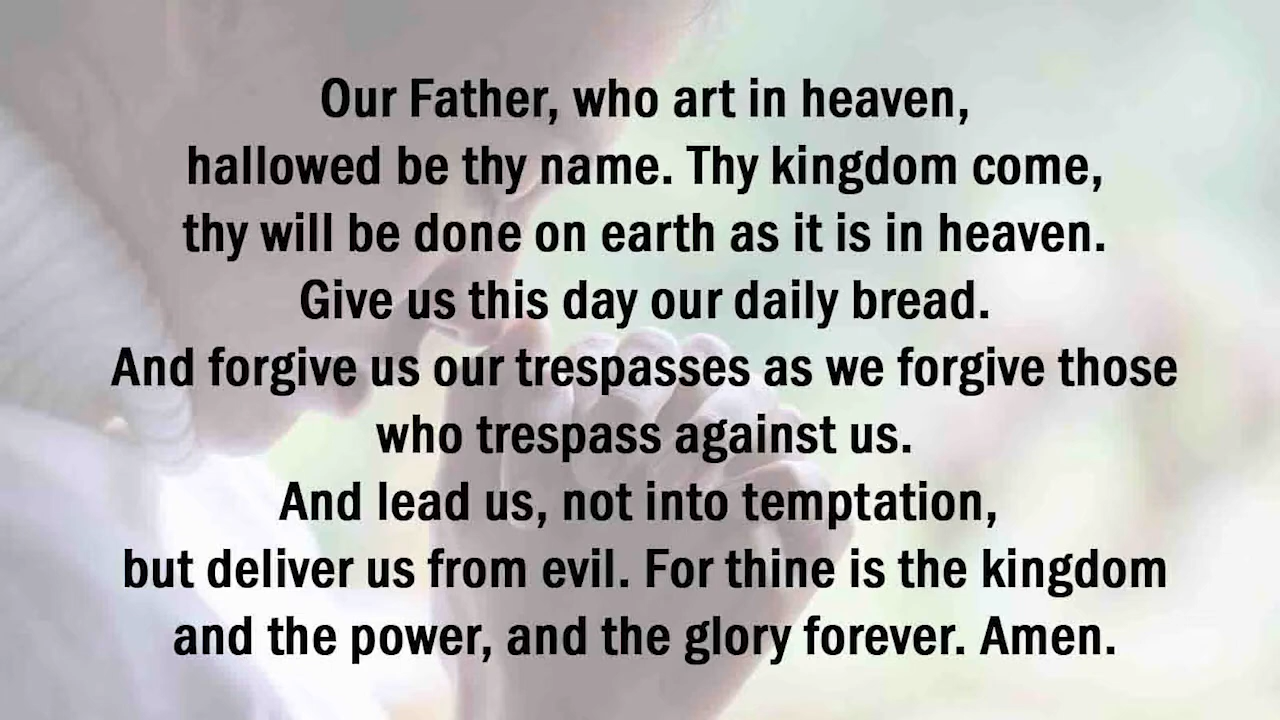 Our Father, who art in heaven,
hallowed be thy name. Thy kingdom come,
thy will be done on earth as it is in heaven.
Give us this day our daily bread.
And forgive us our trespasses as we forgive those
who trespass against us.
And lead us, not into temptation,
but deliver us from evil. For thine is the kingdom
and the power, and the glory forever. Amen.